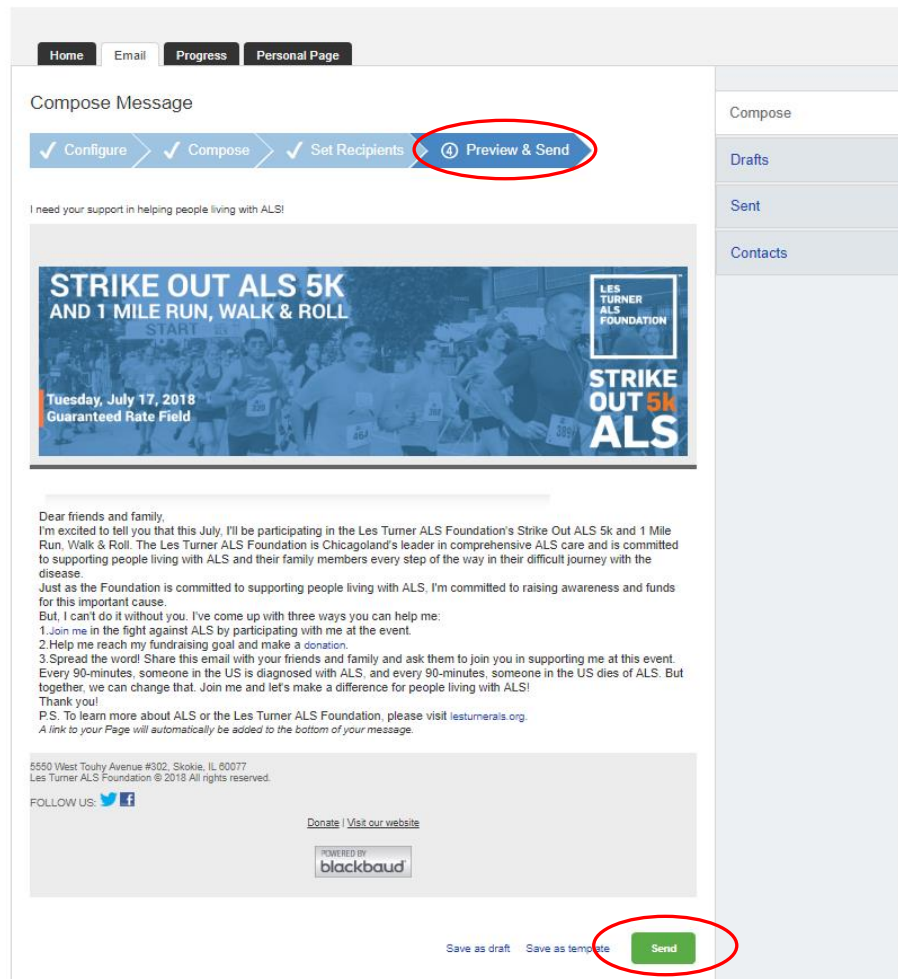 Home Email Progress Personal Page
Compose Message
Configure Compose Set Recipients 4 Preview & Send
Compose
Drafts
Sent
Contacts
I need your support in helping people living with ALS!
STRIKE OUT ALS 5K
AND 1 MILE RUN, WALK & ROLL
START
Tuesday, July 17, 2018
Guaranteed Rate Field
LES
TURNER
ALS
FOUNDATION
STRIKE
OUT 5k
ALS
464
389
Dear friends and family,
I'm excited to tell you that this July, I'll be participating in the Les Turner ALS Foundation's Strike Out ALS 5k and 1 Mile
Run, Walk & Roll. The Les Turner ALS Foundation is Chicagoland's leader in comprehensive ALS care and is committed
to supporting people living with ALS and their family members every step of the way in their difficult journey with the
disease.
Just as the Foundation is committed to supporting people living with ALS, I'm committed to raising awareness and funds
for this important cause.
But, I can't do it without you. I've come up with three ways you can help me:
1.Join me in the fight against ALS by participating with me at the event.
2.Help me reach my fundraising goal and make a donation.
3.Spread the word! Share this email with your friends and family and ask them to join you in supporting me at this event.
Every 90-minutes, someone in the US is diagnosed with ALS, and every 90-minutes, someone in the US dies of ALS. But
together, we can change that. Join me and let's make a difference for people living with ALS!
Thank you!
P.S. To learn more about ALS or the Les Turner ALS Foundation, please visit lesturnerals.org.
A link to your Page will automatically be added to the bottom of your message.
5550 West Touhy Avenue #302, Skokie, IL 60077
Les Turner ALS Foundation © 2018 All rights reserved.
FOLLOW US:
Donate | Visit our website
POWERED BY
blackbaud
Save as draft Save as template Send